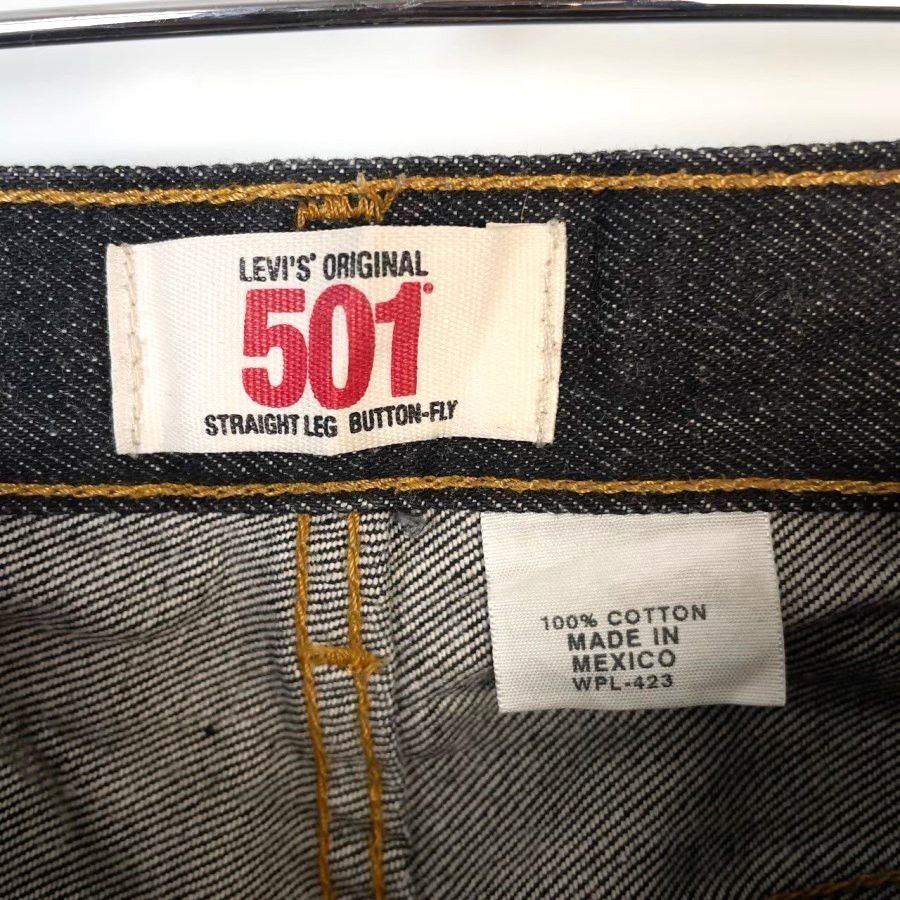 LEVI'S® ORIGINAL
501®
STRAIGHT LEG BUTTON-FLY
100% COTTON
MADE IN
MEXICO
WPL-423